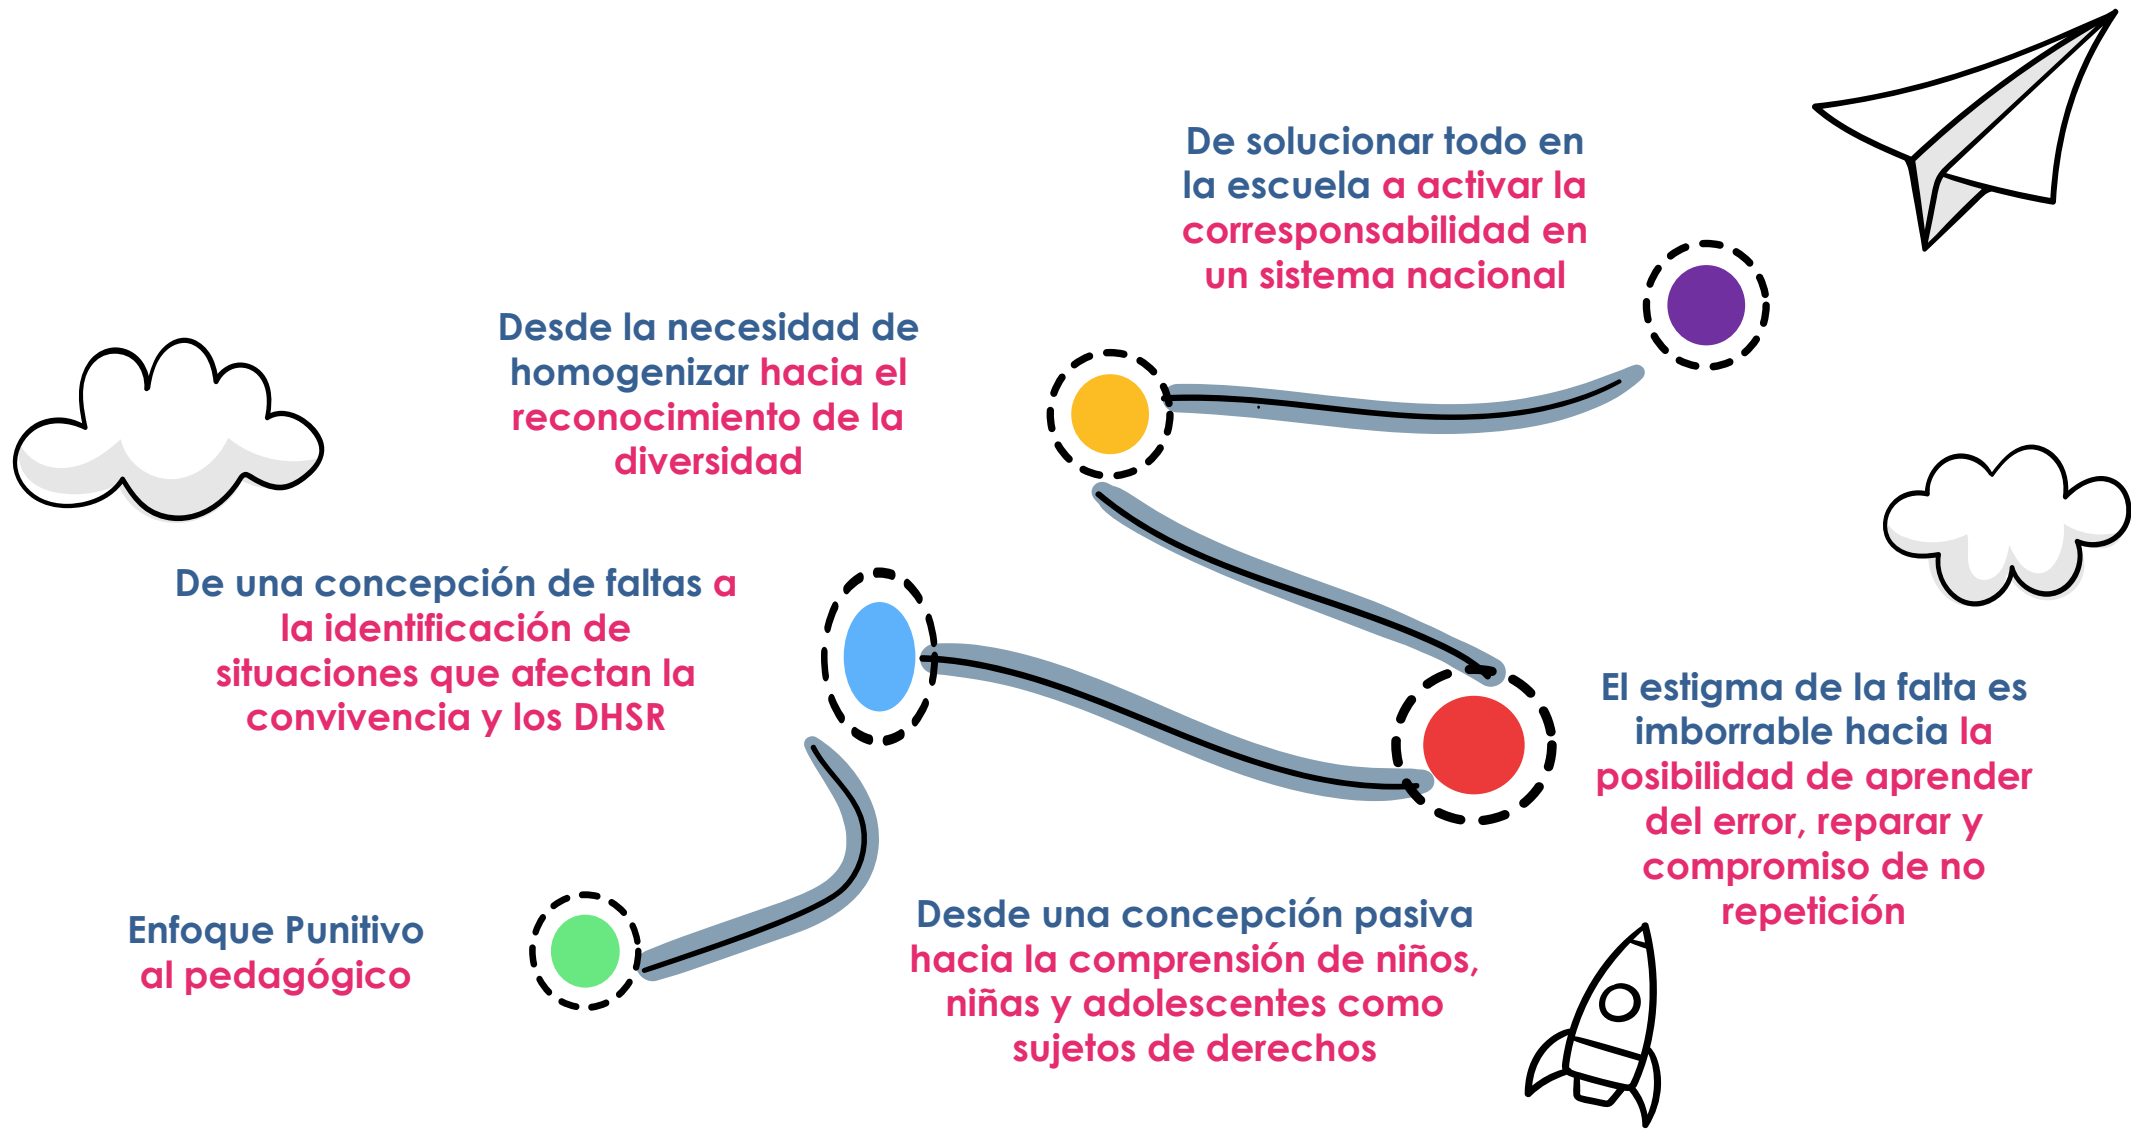 De solucionar todo en
la escuela a activar la
corresponsabilidad en
un sistema nacional
Desde la necesidad de
homogenizar hacia el
reconocimiento de la
diversidad
De una concepción de faltas a
la identificación de
situaciones que afectan la
convivencia y los DHSR
El estigma de la falta es
imborrable hacia la
posibilidad de aprender
del error, reparar y
compromiso de no
repetición
Enfoque Punitivo
al pedagógico
Desde una concepción pasiva
hacia la comprensión de niños,
niñas y adolescentes como
sujetos de derechos